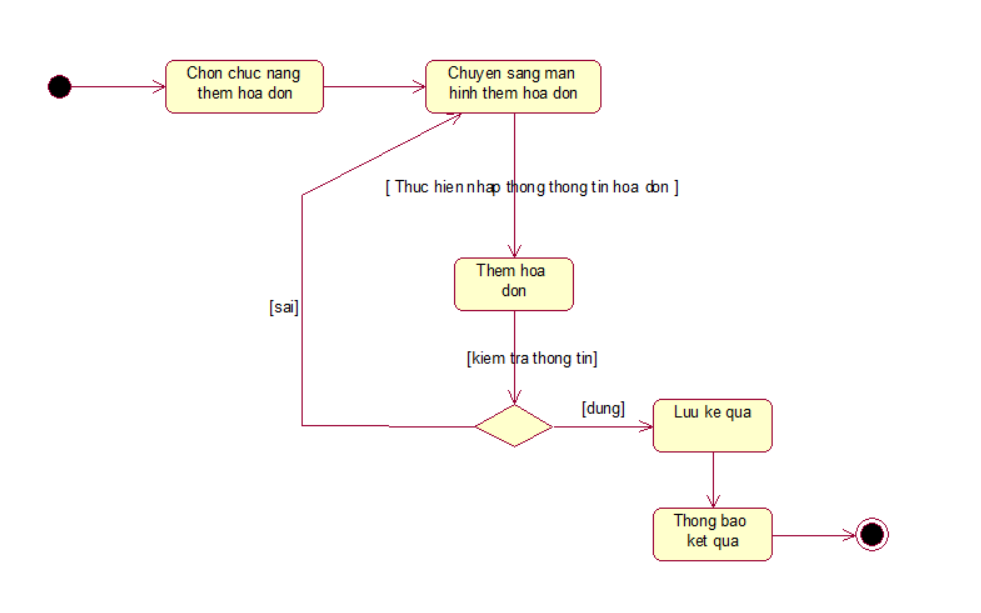 Chon chuc nang
them hoa don
Chuyen sang man
hinh them hoa don
[ Thuc hien nhap thong thong tin hoa don ]
Them hoa
don
[sai]
[kiem tra thong tin]
[dung]
Luu ke qua
Thong bao
ket qua